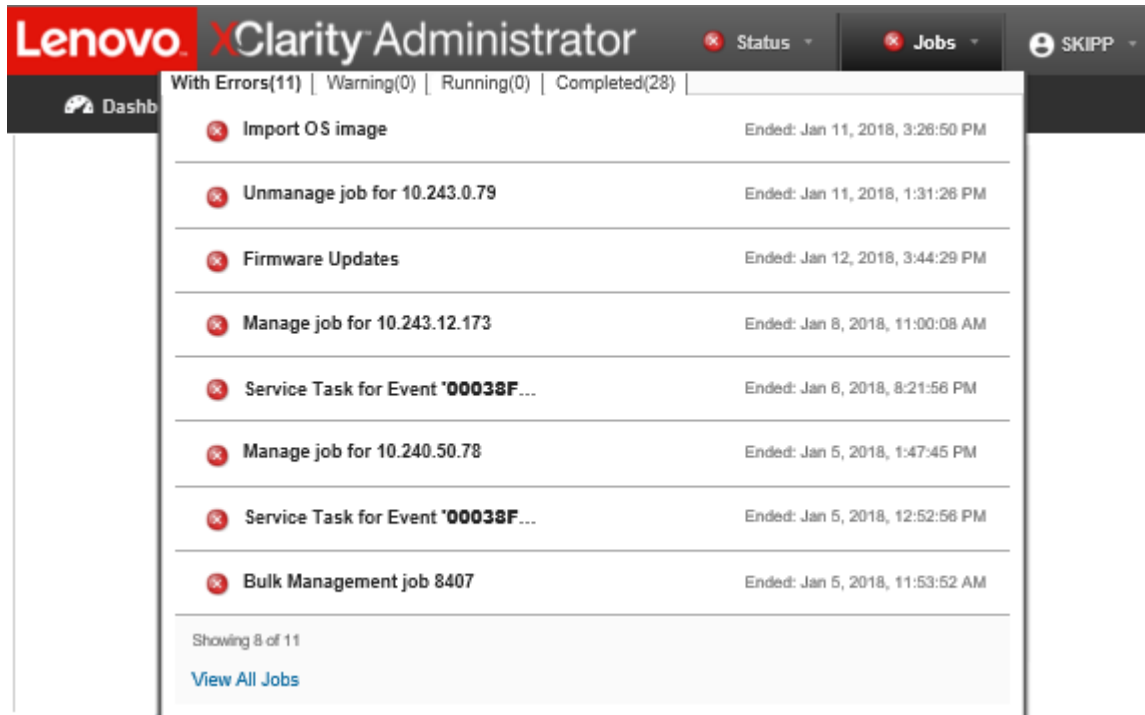 Lenovo. XClarity Administrator Status Jobs SKIPP
With Errors(11) | Warning(0) | Running(0) | Completed(28) |
Dashb
Import OS image Ended: Jan 11, 2018, 3:26:50 PM
Unmanage job for 10.243.0.79 Ended: Jan 11, 2018, 1:31:26 PM
Firmware Updates Ended: Jan 12, 2018, 3:44:29 PM
Manage job for 10.243.12.173 Ended: Jan 8, 2018, 11:00:08 AM
Service Task for Event '00038F... Ended: Jan 6, 2018, 8:21:56 PM
Manage job for 10.240.50.78 Ended: Jan 5, 2018, 1:47:45 PM
Service Task for Event '00038F... Ended: Jan 5, 2018, 12:52:56 PM
Bulk Management job 8407 Ended: Jan 5, 2018, 11:53:52 AM
Showing 8 of 11
View All Jobs